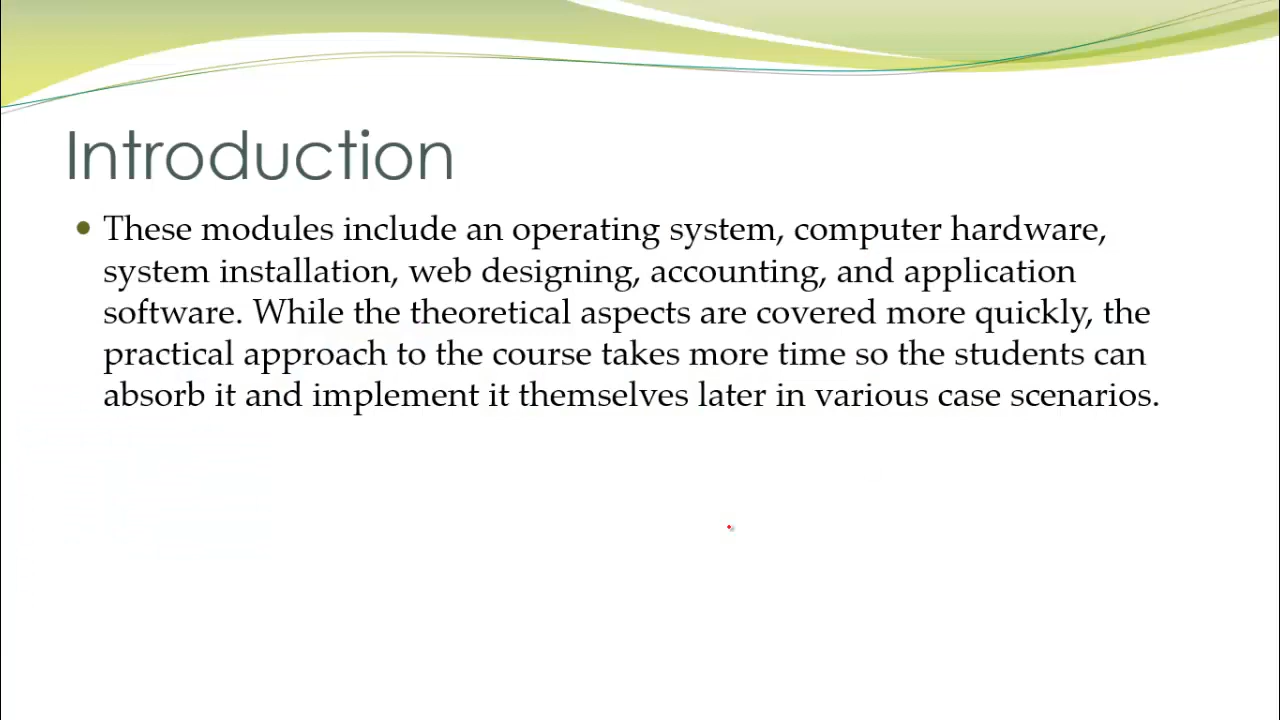 Introduction
These modules include an operating system, computer hardware,
system installation, web designing, accounting, and application
software. While the theoretical aspects are covered more quickly, the
practical approach to the course takes more time so the students can
absorb it and implement it themselves later in various case scenarios.